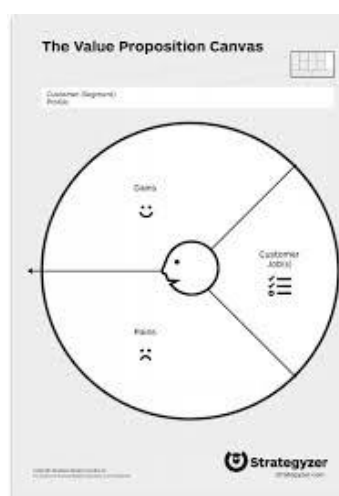 The Value Proposition Canvas
Customer (Segment)
Profile
Gains
Customer
Job(s)
Pains
Strategyzer
strategyzer.com